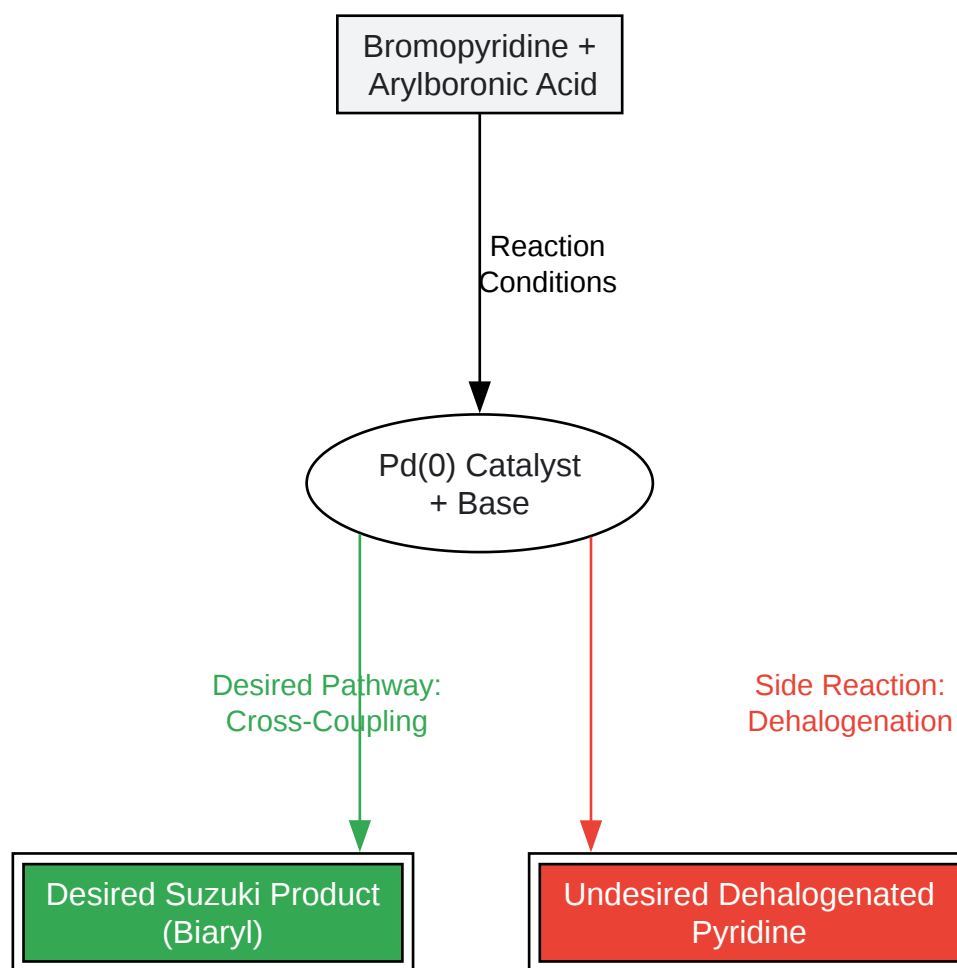 Bromopyridine +
Arylboronic Acid
Reaction
Conditions
Pd(0) Catalyst
+ Base
Desired Pathway:
Cross-Coupling
Side Reaction:
Dehalogenation
Desired Suzuki Product
(Biaryl)
Undesired Dehalogenated
Pyridine